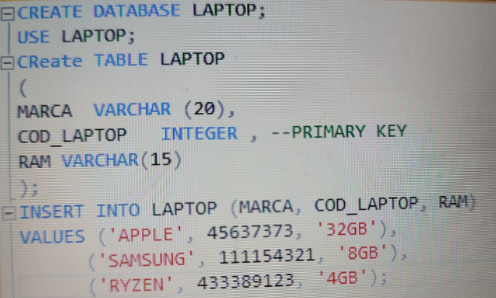 CREATE DATABASE LAPTOP;
USE LAPTOP;
CReate TABLE LAPTOP
(
MARCA VARCHAR (20),
COD_LAPTOP INTEGER , --PRIMARY KEY
RAM VARCHAR(15)
);
INSERT INTO LAPTOP (MARCA, COD_LAPTOP, RAM)
VALUES ('APPLE', 45637373, '32GB'),
('SAMSUNG', 111154321, '8GB'),
('RYZEN', 433389123, '4GB');